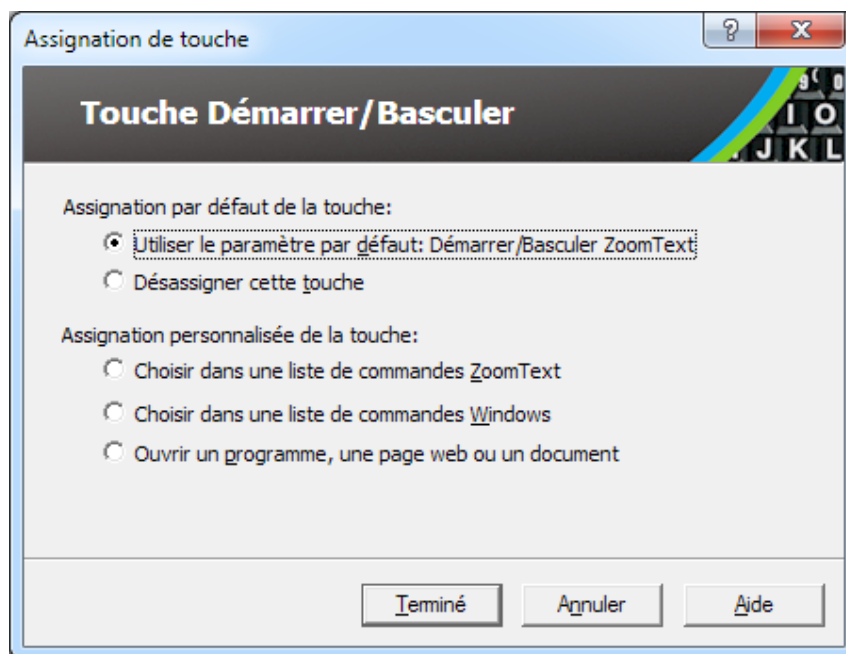 Assignation de touche
Touche Démarrer/Basculer
9 ( 0
I O
J K L
Assignation par défaut de la touche:
Utiliser le paramètre par défaut: Démarrer/Basculer ZoomText
Désassigner cette touche
Assignation personnalisée de la touche:
Choisir dans une liste de commandes ZoomText
Choisir dans une liste de commandes Windows
Ouvrir un programme, une page web ou un document
Terminé Annuler Aide